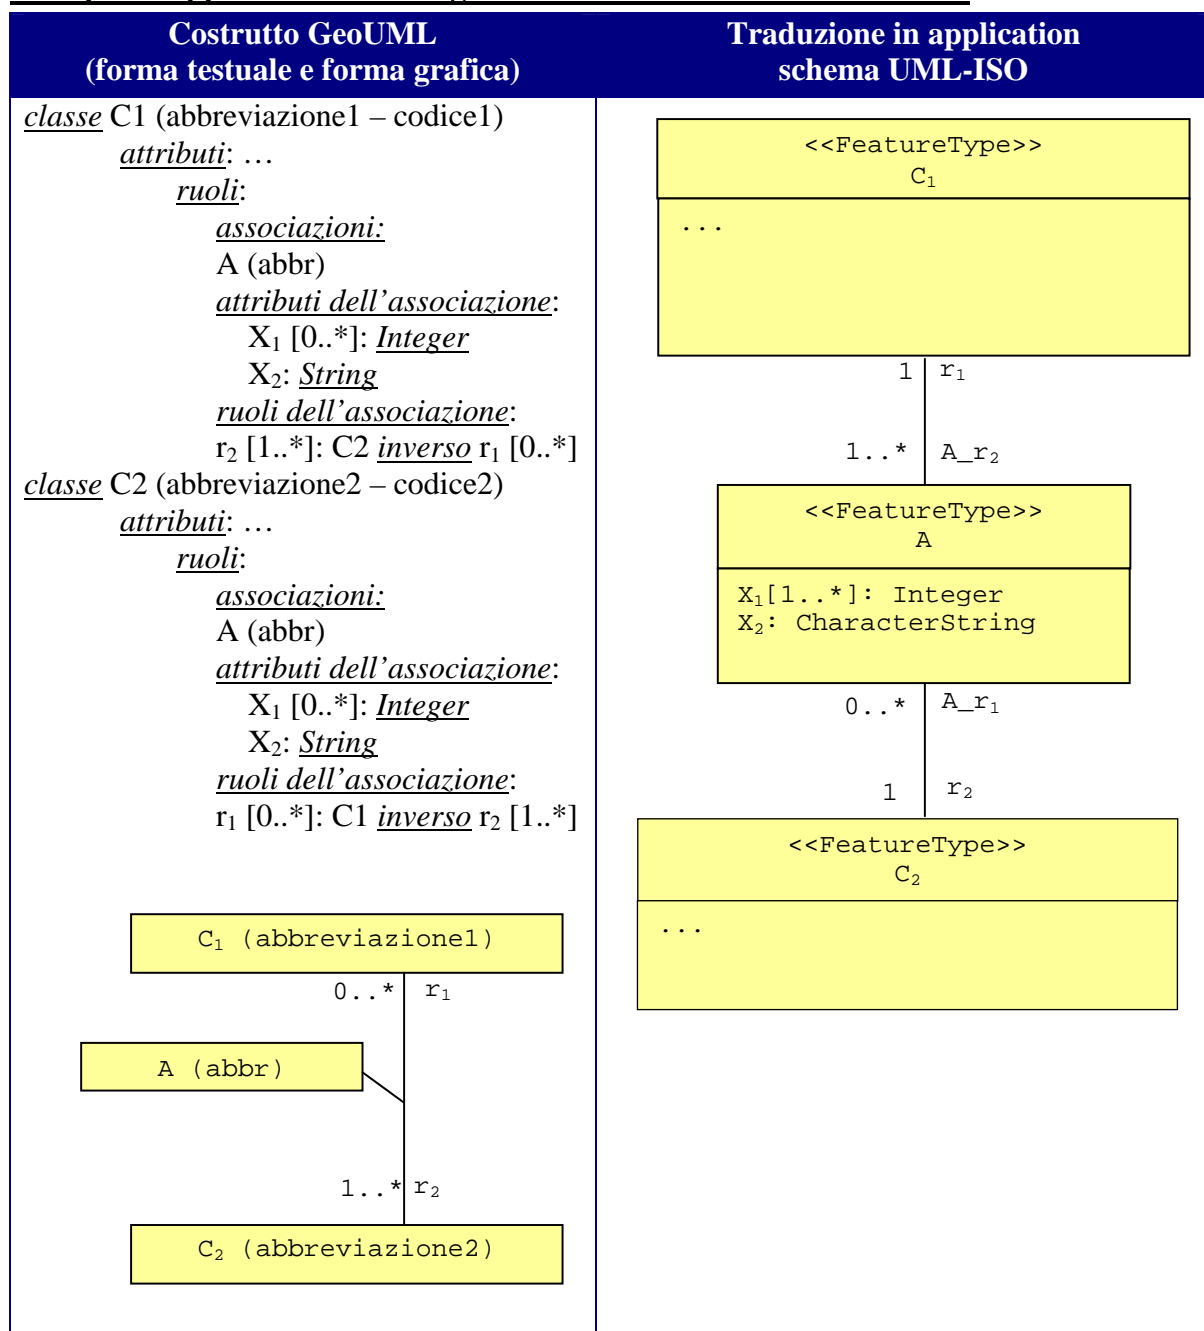 Costrutto GeoUML
(forma testuale e forma grafica)
Traduzione in application
schema UML-ISO
classe C1 (abbreviazione1 – codice1)
attributi: …
ruoli:
associazioni:
A (abbr)
attributi dell’associazione:
X₁ [0..*]: Integer
X₂: String
ruoli dell’associazione:
r₂ [1..*]: C2 inverso r₁ [0..*]
classe C2 (abbreviazione2 – codice2)
attributi: …
ruoli:
associazioni:
A (abbr)
attributi dell’associazione:
X₁ [0..*]: Integer
X₂: String
ruoli dell’associazione:
r₁ [0..*]: C1 inverso r₂ [1..*]
C₁ (abbreviazione1)
0..* r₁
A (abbr)
1..* r₂
C₂ (abbreviazione2)
<<FeatureType>>
C₁
...
1 r₁
1..* A_r₂
<<FeatureType>>
A
X₁[1..*]: Integer
X₂: CharacterString
0..* A_r₁
1 r₂
<<FeatureType>>
C₂
...